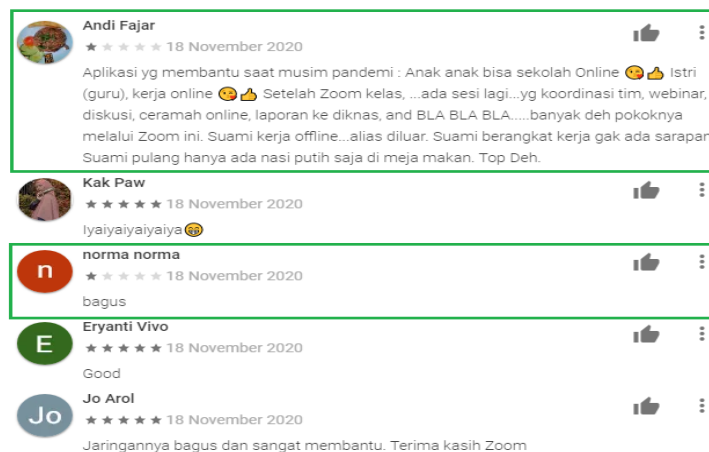 Andi Fajar
18 November 2020
Aplikasi yg membantu saat musim pandemi : Anak anak bisa sekolah Online 😘👍 Istri
(guru), kerja online 😘👍 Setelah Zoom kelas, ...ada sesi lagi...yg koordinasi tim, webinar,
diskusi, ceramah online, laporan ke diknas, and BLA BLA BLA.....banyak deh pokoknya
melalui Zoom ini. Suami kerja offline...alias diluar. Suami berangkat kerja gak ada sarapan
Suami pulang hanya ada nasi putih saja di meja makan. Top Deh.
Kak Paw
18 November 2020
Iyaiyaiyaiyaiya😁
n
norma norma
18 November 2020
bagus
E
Eryanti Vivo
18 November 2020
Good
Jo
Jo Arol
18 November 2020
Jaringannya bagus dan sangat membantu. Terima kasih Zoom